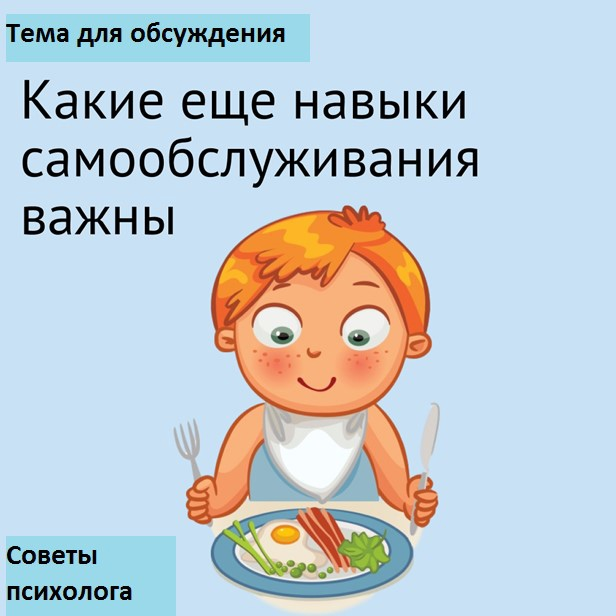 Тема для обсуждения
Какие еще навыки
самообслуживания
важны
Советы
психолога